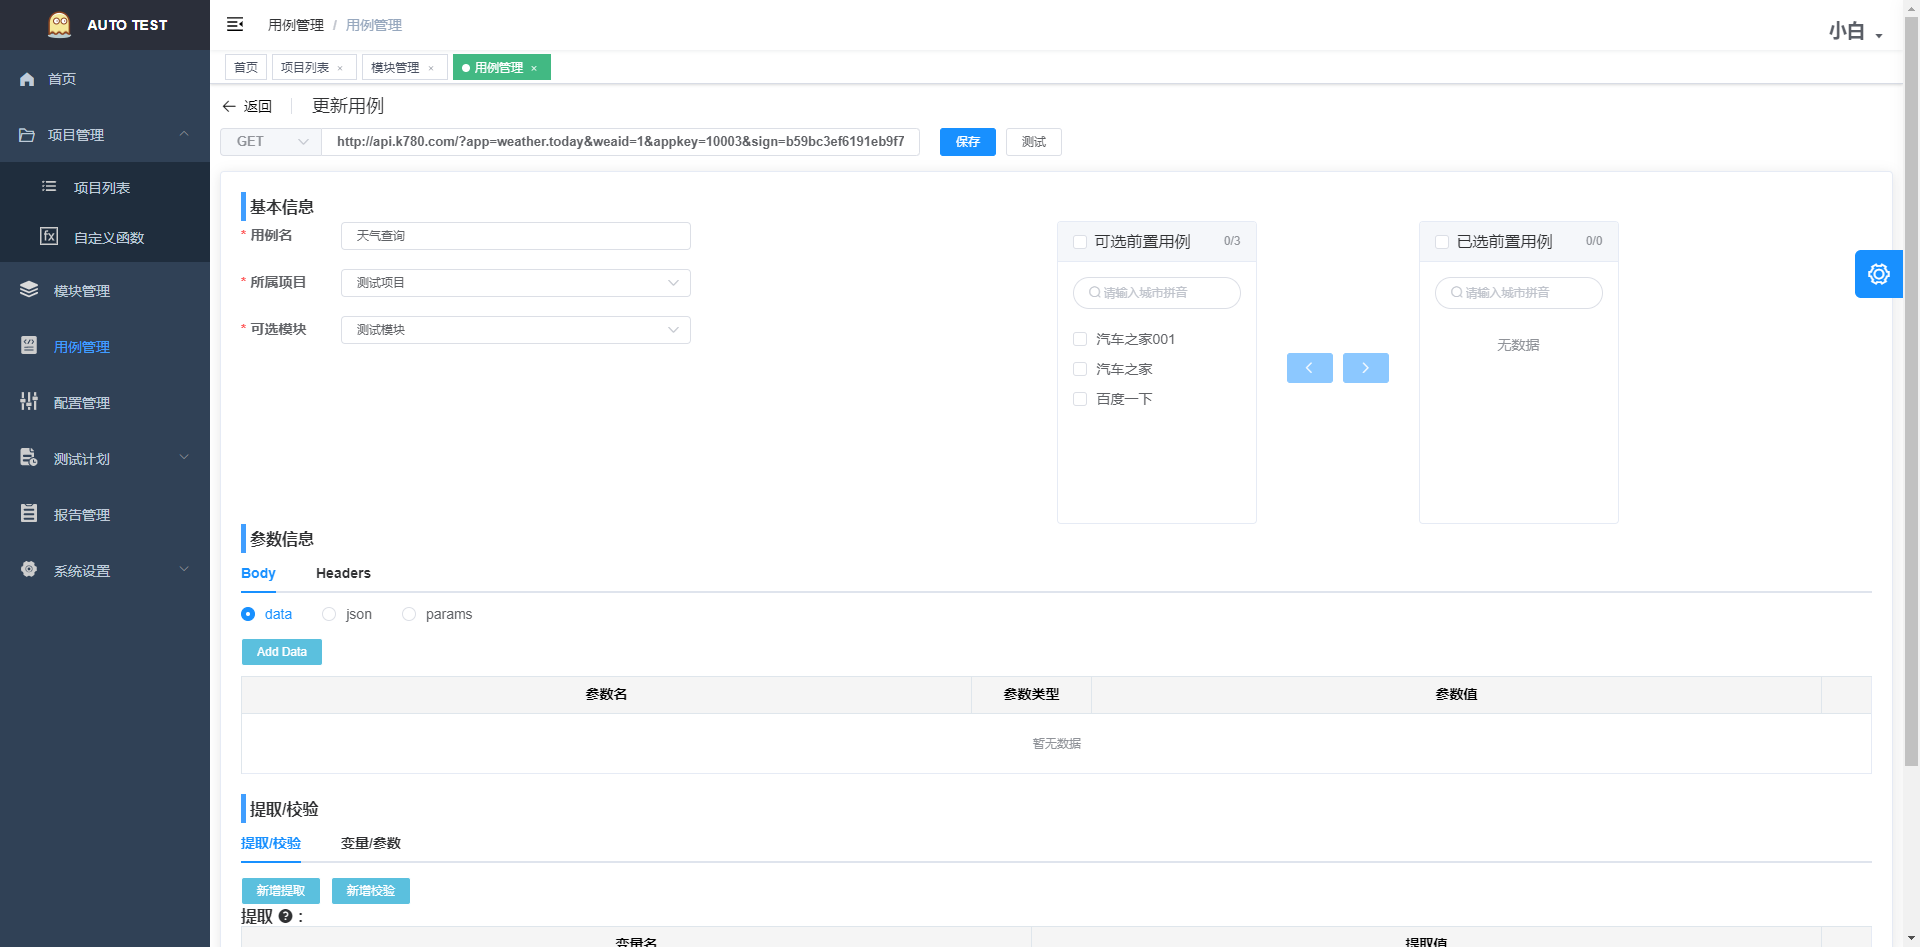 AUTO TEST
用例管理 / 用例管理
小白
首页
项目列表 ×
模块管理 ×
用例管理 ×
首页
项目管理
项目列表
自定义函数
模块管理
用例管理
配置管理
测试计划
报告管理
系统设置
返回
更新用例
GET
http://api.k780.com/?app=weather.today&weaid=1&appkey=10003&sign=b59bc3ef6191eb9f7
保存
测试
基本信息
* 用例名
天气查询
* 所属项目
测试项目
* 可选模块
测试模块
可选前置用例 0/3
请输入城市拼音
汽车之家001
汽车之家
百度一下
已选前置用例 0/0
请输入城市拼音
无数据
参数信息
Body Headers
data json params
Add Data
参数名 参数类型 参数值
暂无数据
提取/校验
提取/校验 变量/参数
新增提取 新增校验
提取 :
变量名 提取值